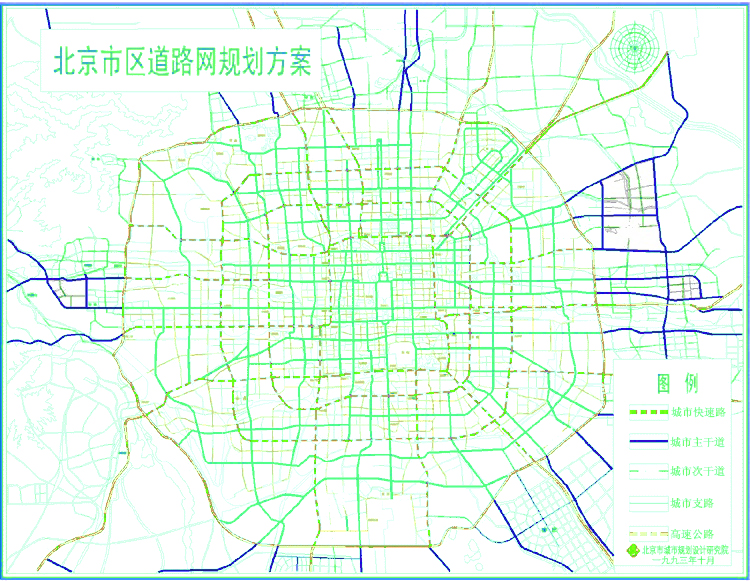 北京市区道路网规划方案
图 例
城市快速路
城市主干道
城市次干道
城市支路
高速公路
北京市城市规划设计研究院
一九九三年十月